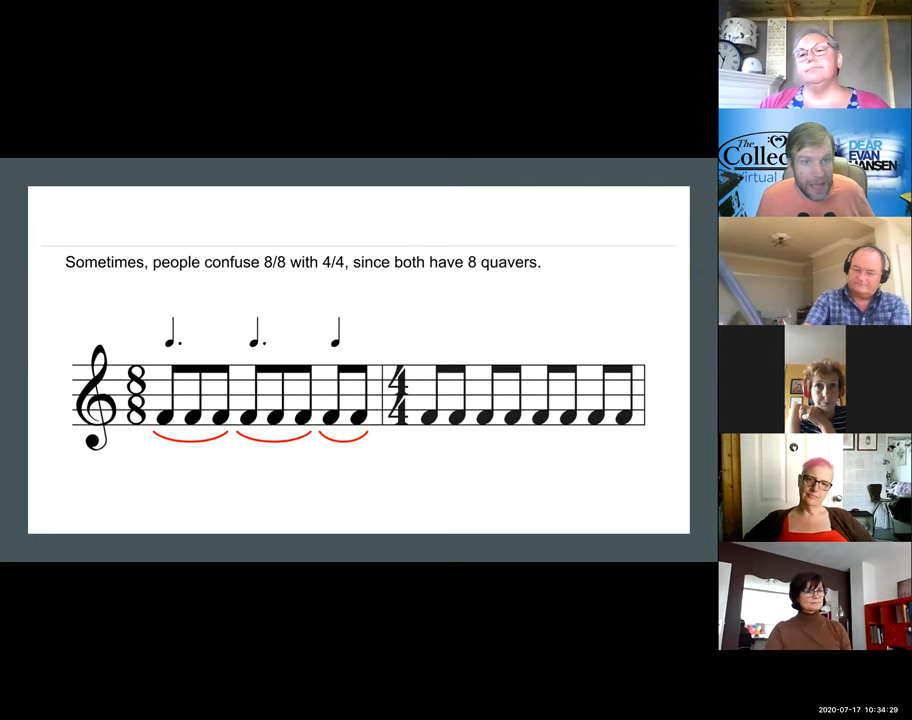 Sometimes, people confuse 8/8 with 4/4, since both have 8 quavers.
8
8
4
4
The
Collec
Virtual
DEAR
EVAN
HANSEN
2020-07-17 10:34:29